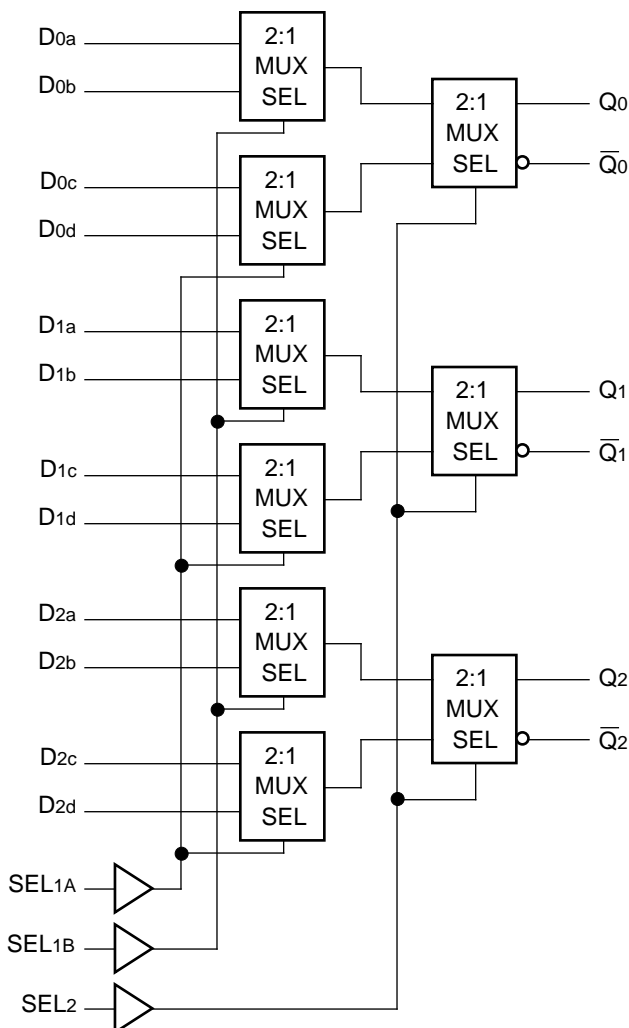 D0a
D0b
2:1
MUX
SEL
D0c
D0d
2:1
MUX
SEL
2:1
MUX
SEL
Q0
Q̅0
D1a
D1b
2:1
MUX
SEL
D1c
D1d
2:1
MUX
SEL
2:1
MUX
SEL
Q1
Q̅1
D2a
D2b
2:1
MUX
SEL
D2c
D2d
2:1
MUX
SEL
2:1
MUX
SEL
Q2
Q̅2
SEL1A
SEL1B
SEL2